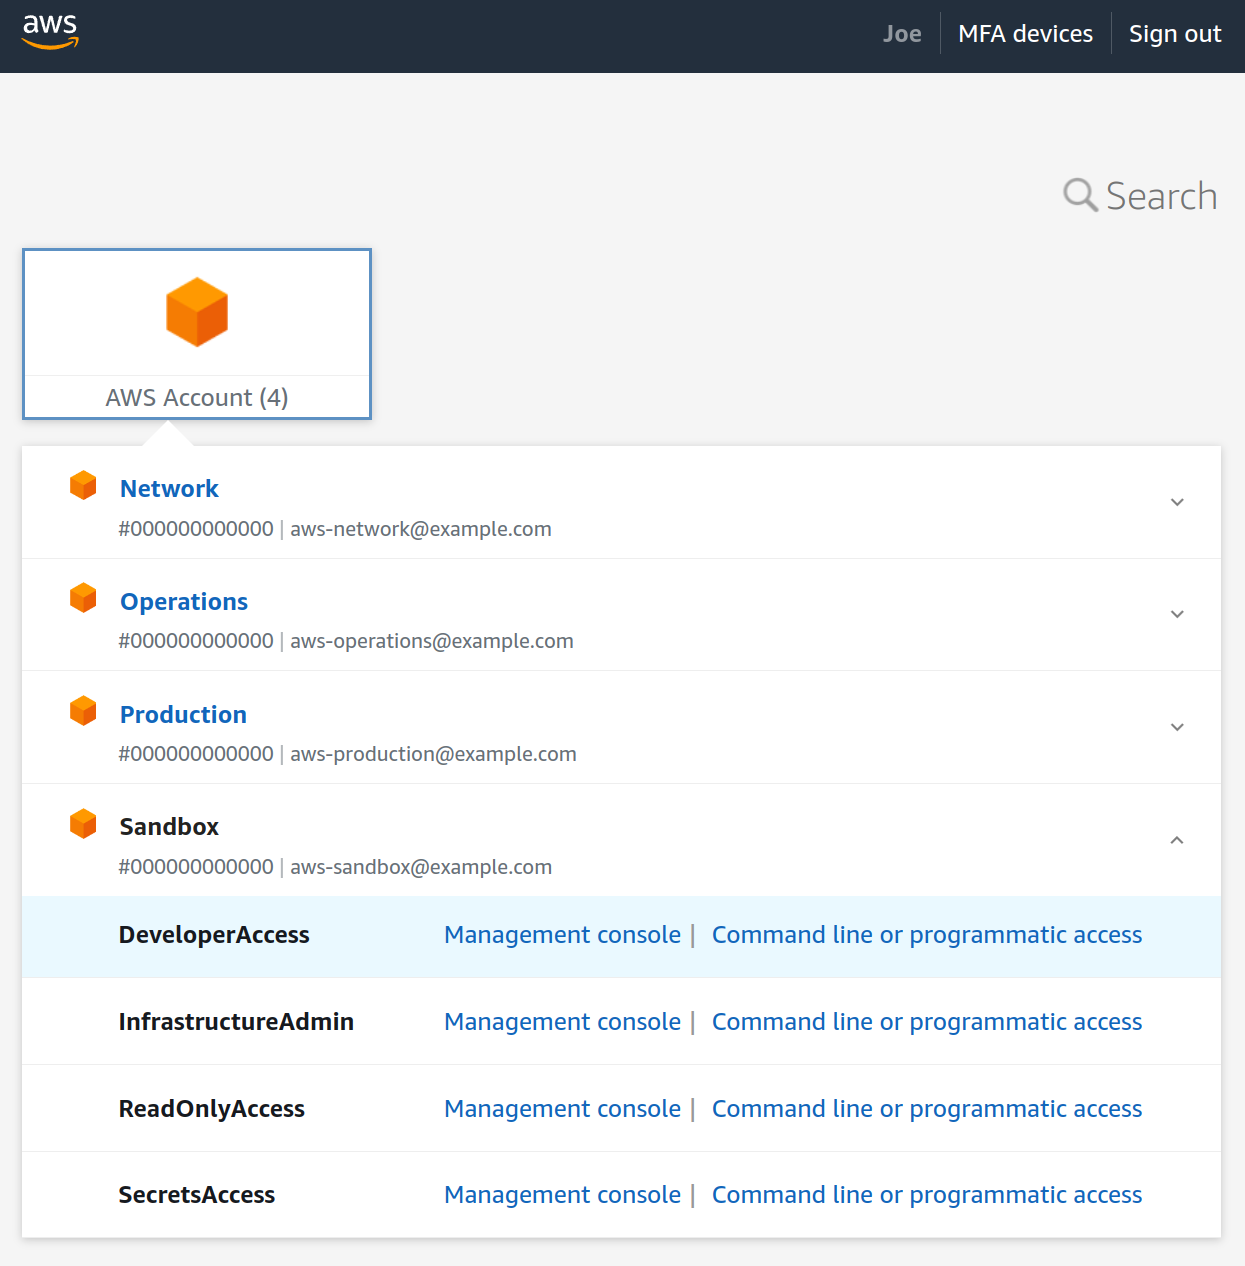 aws
Joe MFA devices Sign out
Search
AWS Account (4)
Network
#000000000000 | aws-network@example.com
Operations
#000000000000 | aws-operations@example.com
Production
#000000000000 | aws-production@example.com
Sandbox
#000000000000 | aws-sandbox@example.com
DeveloperAccess Management console | Command line or programmatic access
InfrastructureAdmin Management console | Command line or programmatic access
ReadOnlyAccess Management console | Command line or programmatic access
SecretsAccess Management console | Command line or programmatic access